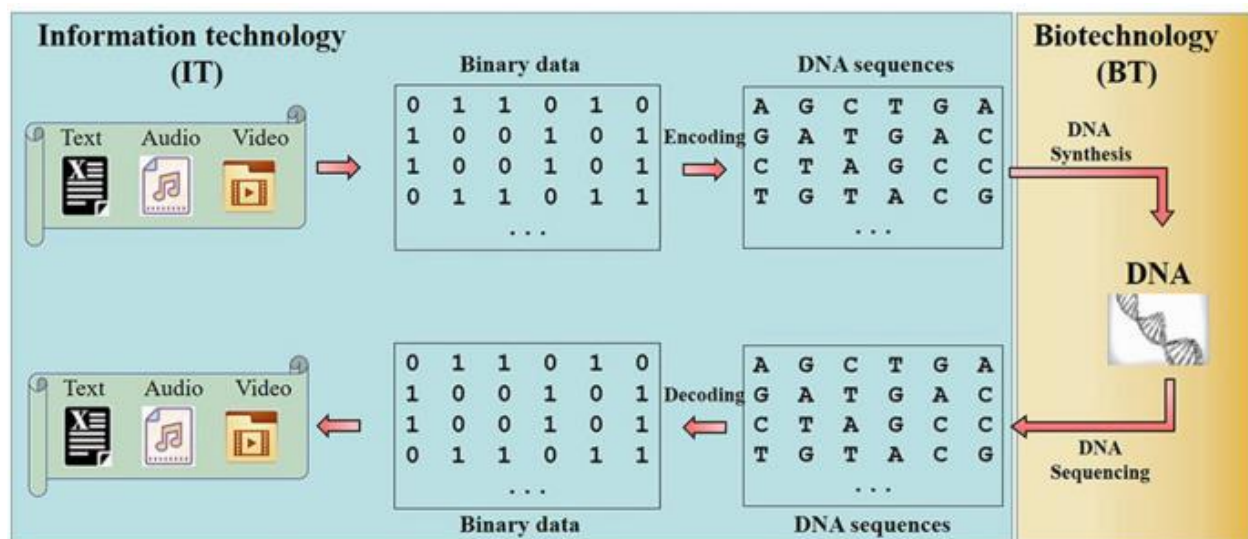 Information technology
(IT)
Text Audio Video
Binary data
0 1 1 0 1 0
1 0 0 1 0 1
1 0 0 1 0 1
0 1 1 0 1 1
...
Encoding
DNA sequences
A G C T G A
G A T G A C
C T A G C C
T G T A C G
...
Biotechnology
(BT)
DNA
Synthesis
DNA
DNA
Sequencing
A G C T G A
G A T G A C
C T A G C C
T G T A C G
...
DNA sequences
Decoding
0 1 1 0 1 0
1 0 0 1 0 1
1 0 0 1 0 1
0 1 1 0 1 1
...
Binary data
Text Audio Video